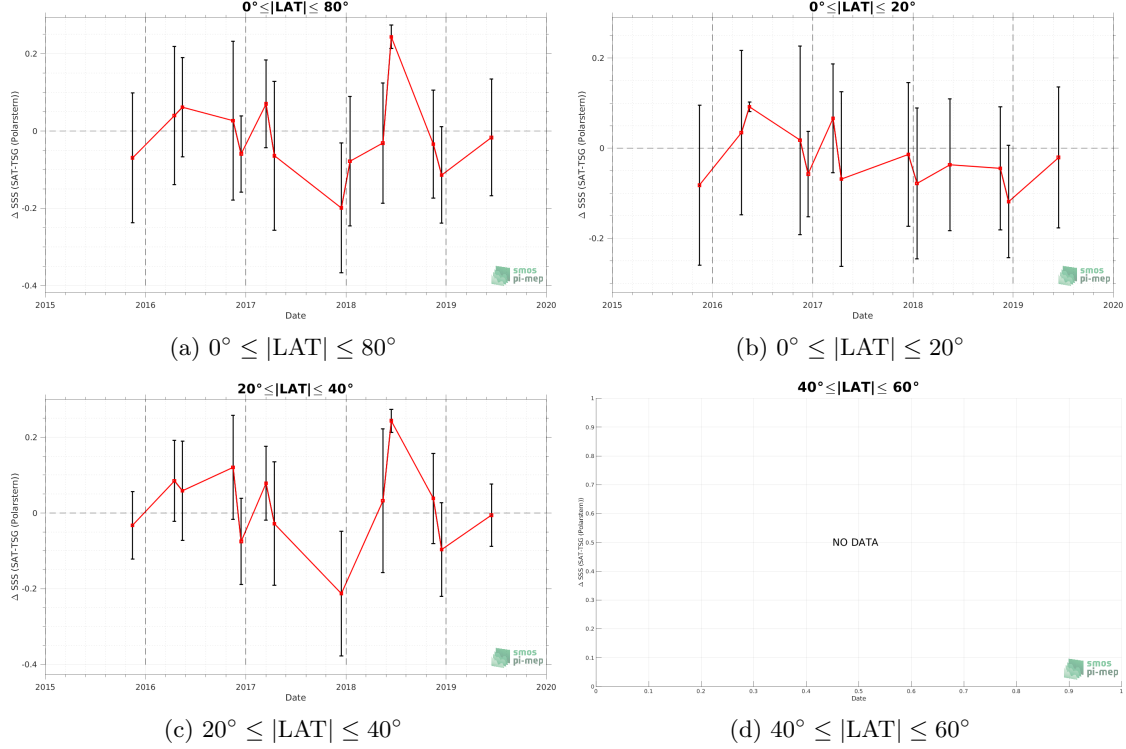 0°≤|LAT|≤ 80°
Δ SSS (SAT-TSG (Polarstern))
0.2
0
-0.2
-0.4
2015 2016 2017 2018 2019 2020
Date
smos
pi-mep
(a) 0° ≤ |LAT| ≤ 80°
0°≤|LAT|≤ 20°
Δ SSS (SAT-TSG (Polarstern))
0.2
0
-0.2
2015 2016 2017 2018 2019 2020
Date
smos
pi-mep
(b) 0° ≤ |LAT| ≤ 20°
20°≤|LAT|≤ 40°
Δ SSS (SAT-TSG (Polarstern))
0.2
0
-0.2
-0.4
2015 2016 2017 2018 2019 2020
Date
smos
pi-mep
(c) 20° ≤ |LAT| ≤ 40°
40°≤|LAT|≤ 60°
Δ SSS (SAT-TSG (Polarstern))
1
0.9
0.8
0.7
0.6
0.5
0.4
0.3
0.2
0.1
0
NO DATA
0 0.1 0.2 0.3 0.4 0.5 0.6 0.7 0.8 0.9 1
Date
smos
pi-mep
(d) 40° ≤ |LAT| ≤ 60°